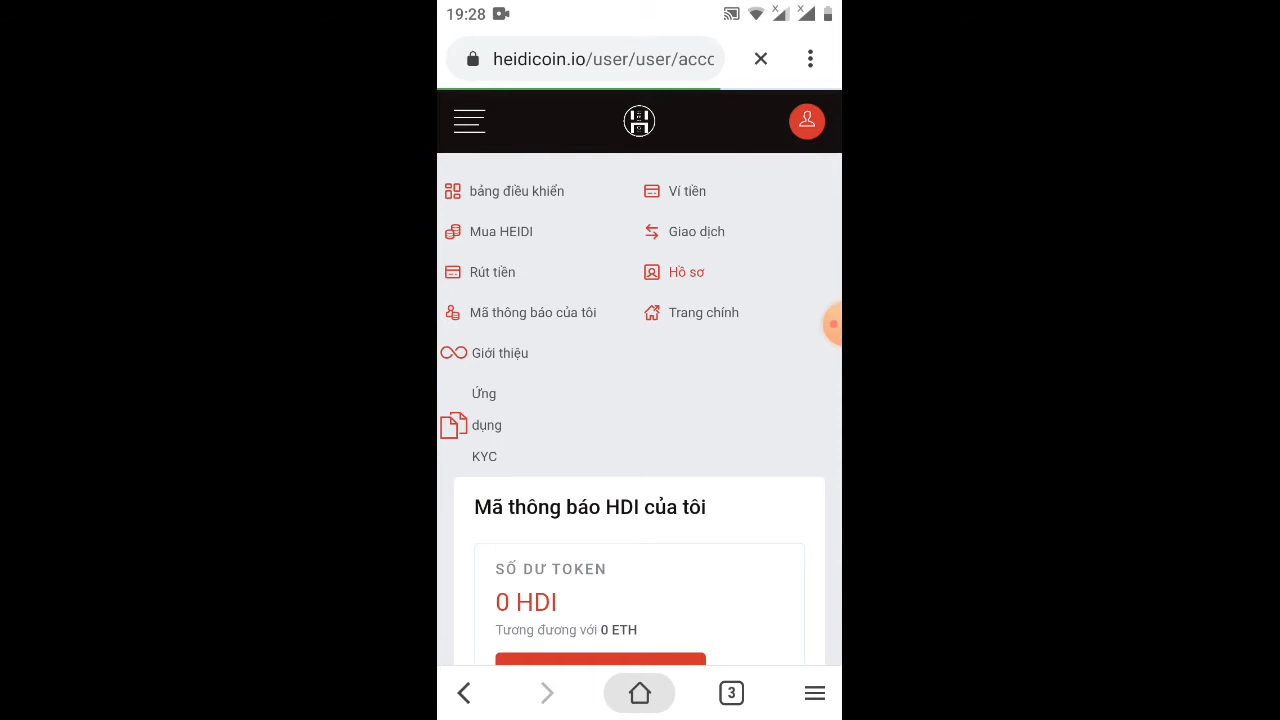 19:28
heidicoin.io/user/user/acco
bảng điều khiển
Ví tiền
Mua HEIDI
Giao dịch
Rút tiền
Hồ sơ
Mã thông báo của tôi
Trang chính
Giới thiệu
Ứng
dụng
KYC
Mã thông báo HDI của tôi
SỐ DƯ TOKEN
0 HDI
Tương đương với 0 ETH
3